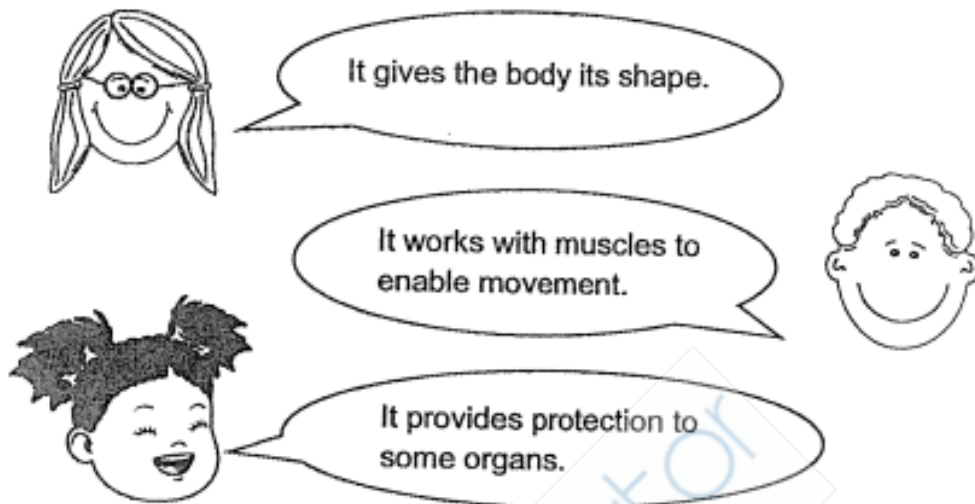 It gives the body its shape.
It works with muscles to
enable movement.
It provides protection to
some organs.